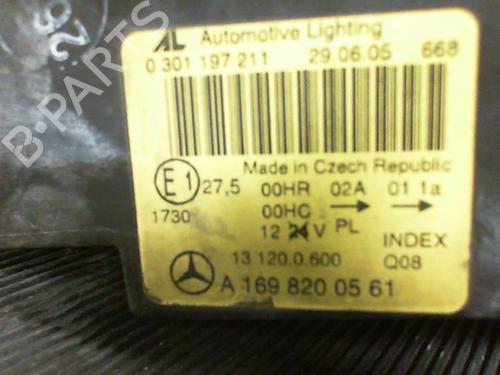 AL Automotive Lighting
0 301 197 211 29 06.05 668
Made in Czech Republic
E1 27,5 00HR 02A 01 1a
1730 00HC → →
12 24 V PL INDEX
13 120.0.600 Q08
A 169 820 05 61
B-PARTS